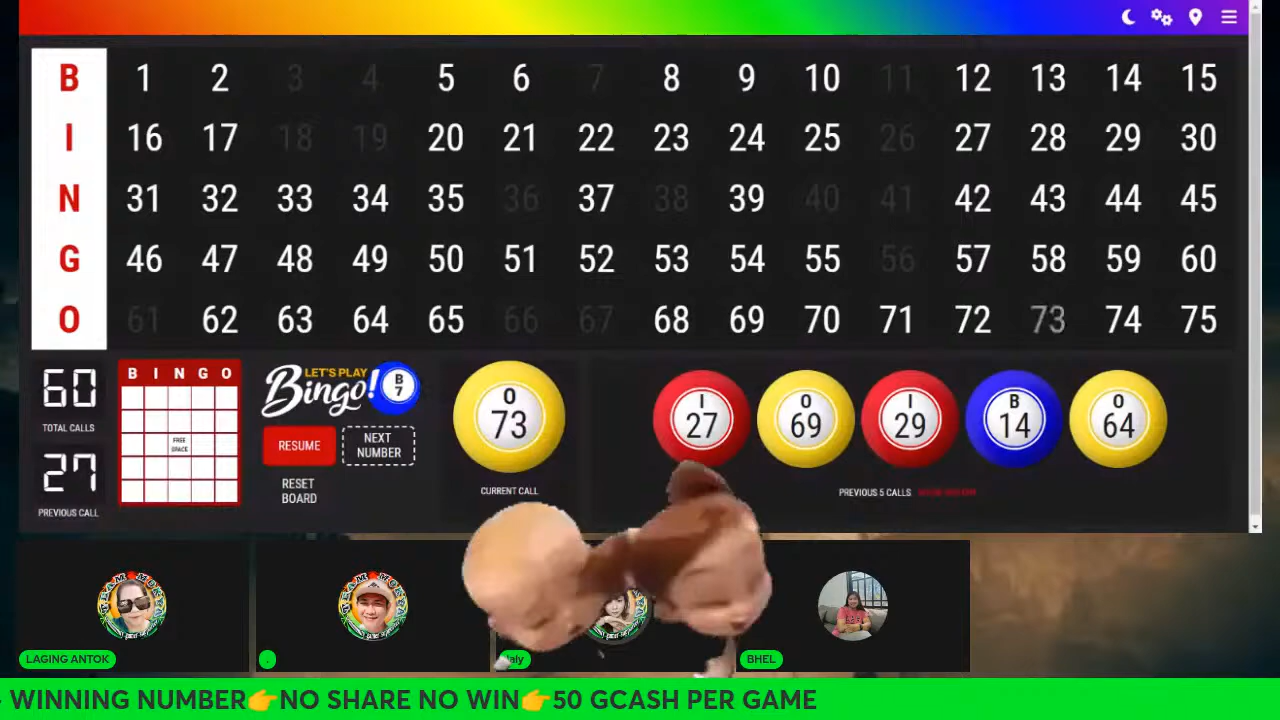 B 1 2 3 4 5 6 7 8 9 10 11 12 13 14 15
I 16 17 18 19 20 21 22 23 24 25 26 27 28 29 30
N 31 32 33 34 35 36 37 38 39 40 41 42 43 44 45
G 46 47 48 49 50 51 52 53 54 55 56 57 58 59 60
O 61 62 63 64 65 66 67 68 69 70 71 72 73 74 75
60
TOTAL CALLS
27
PREVIOUS CALL
B I N G O
FREE
SPACE
LET'S PLAY
Bingo!
B
7
RESUME
NEXT
NUMBER
RESET
BOARD
O
73
CURRENT CALL
I
27
O
69
I
29
B
14
O
64
PREVIOUS 5 CALLS
LAGING ANTOK
.
BHEL
WINNING NUMBER👉NO SHARE NO WIN👉50 GCASH PER GAME